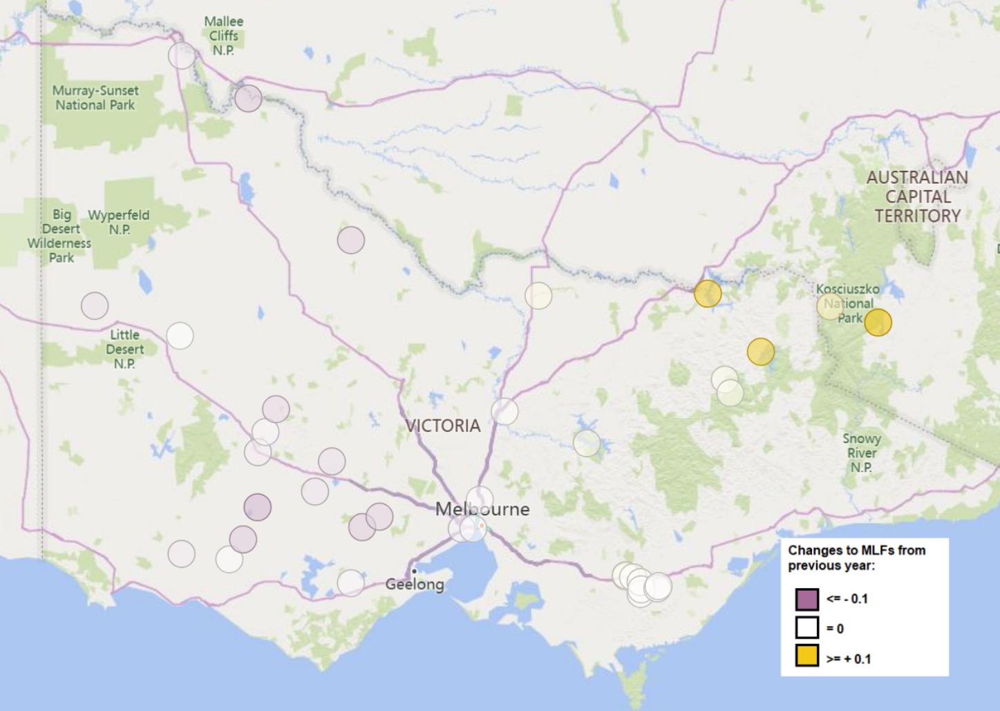 Mallee
Cliffs
N.P.
Murray-Sunset
National Park
AUSTRALIAN
CAPITAL
TERRITORY
Big
Desert
Wilderness
Park
Wyperfeld
N.P.
Kosciuszko
National
Park
Little
Desert
N.P.
VICTORIA
Snowy
River
N.P.
Melbourne
Geelong
Changes to MLFs from
previous year:
<= - 0.1
= 0
>= + 0.1